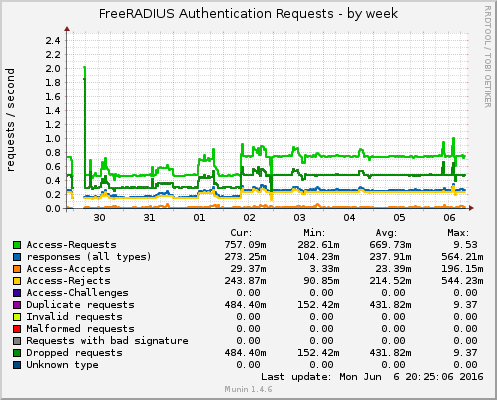 FreeRADIUS Authentication Requests - by week
RRDTOOL / TOBI OETIKER
requests / second
2.4
2.2
2.0
1.8
1.6
1.4
1.2
1.0
0.8
0.6
0.4
0.2
0.0
30 31 01 02 03 04 05 06
Cur: Min: Avg: Max:
Access-Requests 757.09m 282.61m 669.73m 9.53
responses (all types) 273.25m 104.23m 237.91m 564.21m
Access-Accepts 29.37m 3.33m 23.39m 196.15m
Access-Rejects 243.87m 90.85m 214.52m 544.23m
Access-Challenges 0.00 0.00 0.00 0.00
Duplicate requests 484.40m 152.42m 431.82m 9.37
Invalid requests 0.00 0.00 0.00 0.00
Malformed requests 0.00 0.00 0.00 0.00
Requests with bad signature 0.00 0.00 0.00 0.00
Dropped requests 484.40m 152.42m 431.82m 9.37
Unknown type 0.00 0.00 0.00 0.00
Last update: Mon Jun 6 20:25:06 2016
Munin 1.4.6